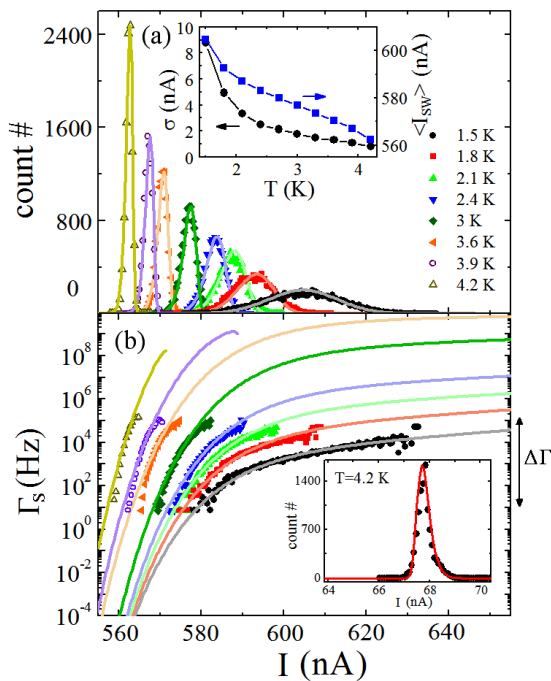 (a)
2400
1600
800
0
count #
10
8
6
4
2
0
σ (nA)
600
580
560
<I_SW> (nA)
2 3 4
T (K)
1.5 K
1.8 K
2.1 K
2.4 K
3 K
3.6 K
3.9 K
4.2 K
(b)
10^8
10^6
10^4
10^2
10^0
10^-2
10^-4
Γ_s (Hz)
ΔΓ
T=4.2 K
1400
700
0
count #
64 66 68 70
I (nA)
560 580 600 620 640
I (nA)